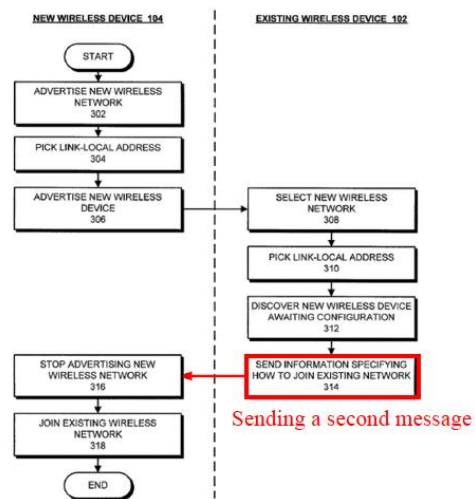 NEW WIRELESS DEVICE 104
EXISTING WIRELESS DEVICE 102
START
ADVERTISE NEW WIRELESS
NETWORK
302
PICK LINK-LOCAL ADDRESS
304
ADVERTISE NEW WIRELESS
DEVICE
306
SELECT NEW WIRELESS
NETWORK
308
PICK LINK-LOCAL ADDRESS
310
DISCOVER NEW WIRELESS DEVICE
AWAITING CONFIGURATION
312
SEND INFORMATION SPECIFYING
HOW TO JOIN EXISTING NETWORK
314
Sending a second message
STOP ADVERTISING NEW
WIRELESS NETWORK
316
JOIN EXISTING WIRELESS
NETWORK
318
END